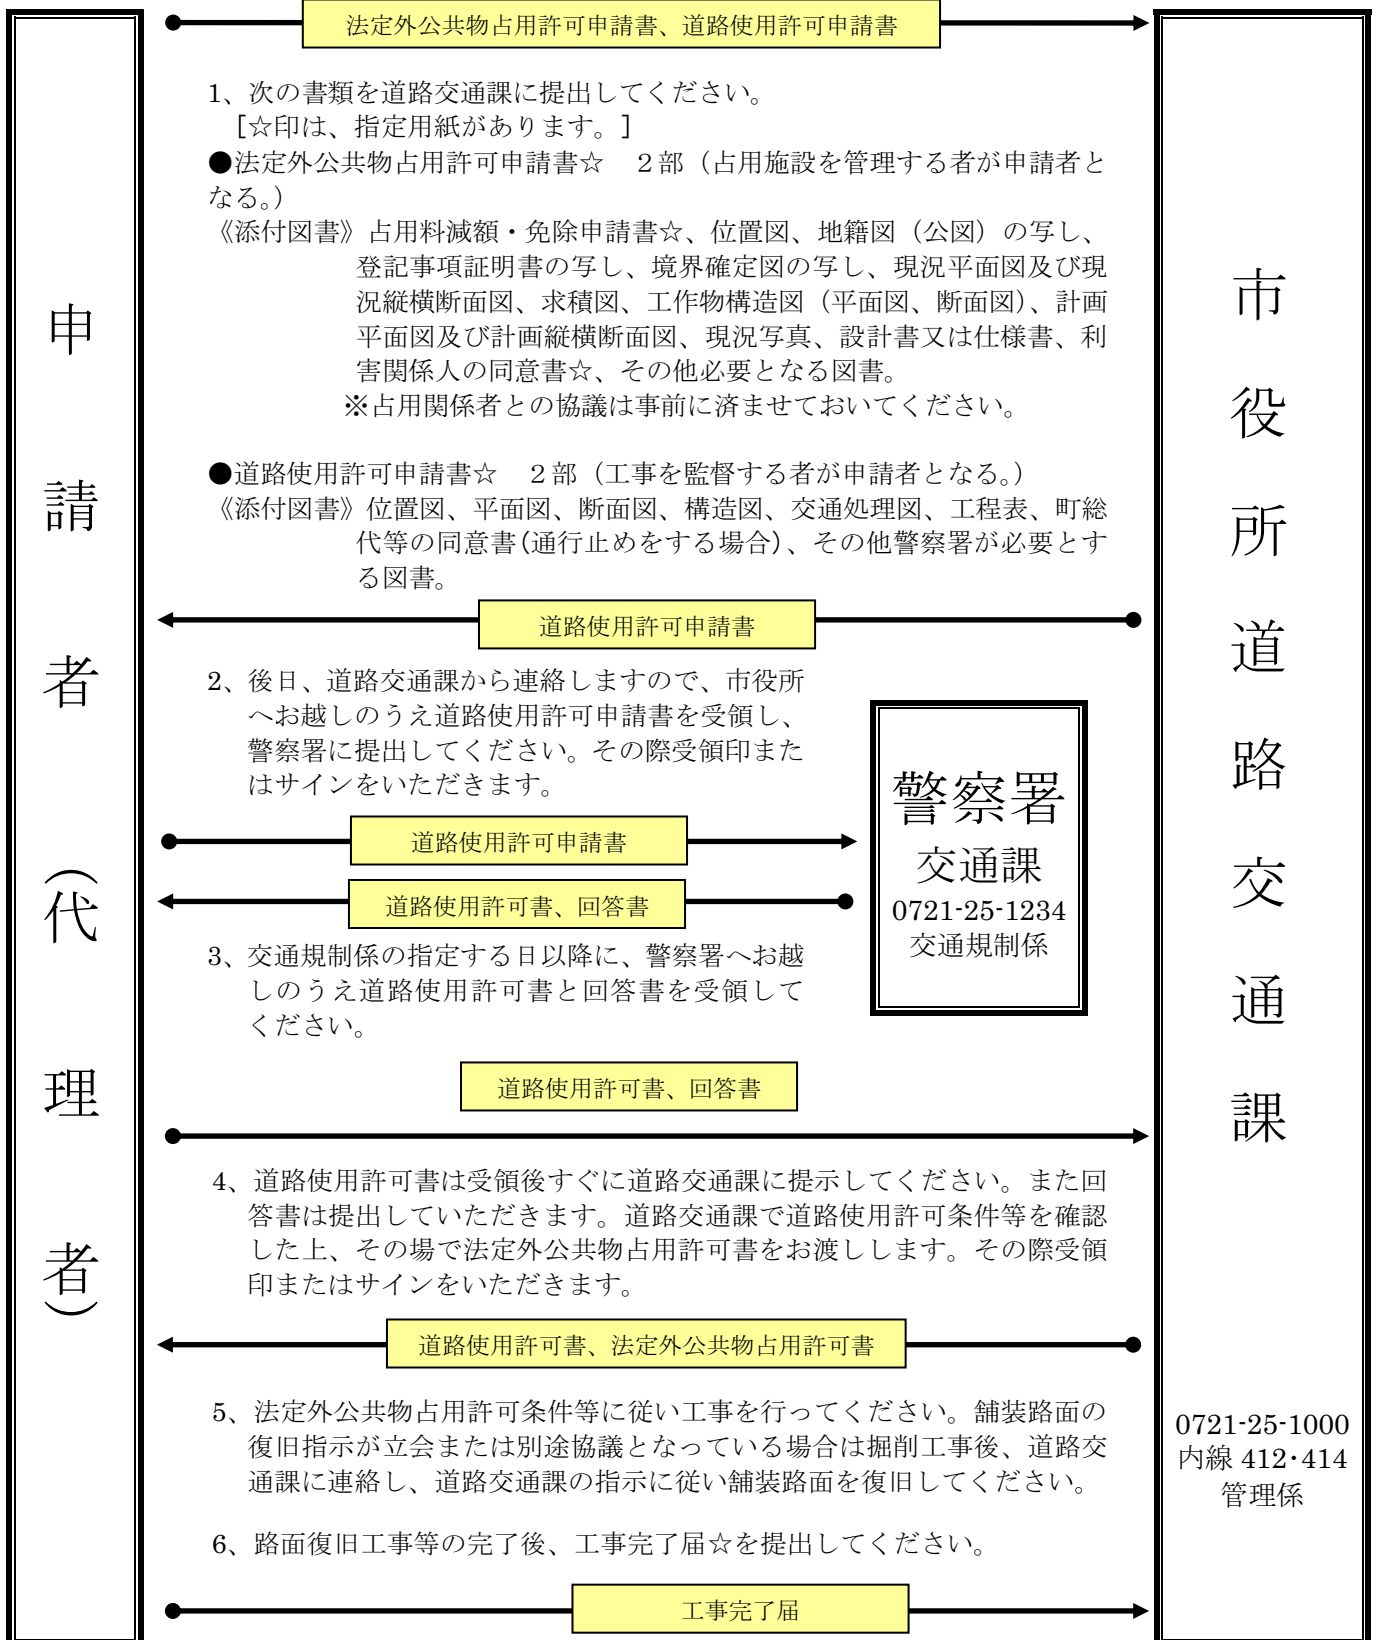 法定外公共物占用許可申請書、道路使用許可申請書
1、次の書類を道路交通課に提出してください。
[☆印は、指定用紙があります。]
●法定外公共物占用許可申請書☆　２部（占用施設を管理する者が申請者と
なる。）
《添付図書》占用料減額・免除申請書☆、位置図、地籍図（公図）の写し、
登記事項証明書の写し、境界確定図の写し、現況平面図及び現
況縦横断面図、求積図、工作物構造図（平面図、断面図）、計画
平面図及び計画縦横断面図、現況写真、設計書又は仕様書、利
害関係人の同意書☆、その他必要となる図書。
※占用関係者との協議は事前に済ませておいてください。
●道路使用許可申請書☆　２部（工事を監督する者が申請者となる。）
《添付図書》位置図、平面図、断面図、構造図、交通処理図、工程表、町総
代等の同意書(通行止めをする場合)、その他警察署が必要とす
る図書。
道路使用許可申請書
2、後日、道路交通課から連絡しますので、市役所
へお越しのうえ道路使用許可申請書を受領し、
警察署に提出してください。その際受領印また
はサインをいただきます。
道路使用許可申請書
道路使用許可書、回答書
3、交通規制係の指定する日以降に、警察署へお越
しのうえ道路使用許可書と回答書を受領して
ください。
警察署
交通課
0721-25-1234
交通規制係
道路使用許可書、回答書
4、道路使用許可書は受領後すぐに道路交通課に提示してください。また回
答書は提出していただきます。道路交通課で道路使用許可条件等を確認
した上、その場で法定外公共物占用許可書をお渡しします。その際受領
印またはサインをいただきます。
道路使用許可書、法定外公共物占用許可書
5、法定外公共物占用許可条件等に従い工事を行ってください。舗装路面の
復旧指示が立会または別途協議となっている場合は掘削工事後、道路交
通課に連絡し、道路交通課の指示に従い舗装路面を復旧してください。
6、路面復旧工事等の完了後、工事完了届☆を提出してください。
工事完了届
申請者（代理者）
市役所道路交通課
0721-25-1000
内線 412･414
管理係